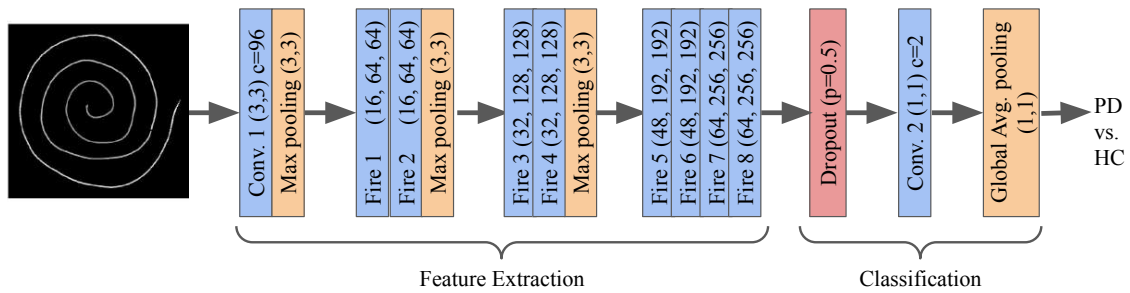 Conv. 1 (3,3) c=96
Max pooling (3,3)
Fire 1 (16, 64, 64)
Fire 2 (16, 64, 64)
Max pooling (3,3)
Fire 3 (32, 128, 128)
Fire 4 (32, 128, 128)
Max pooling (3,3)
Fire 5 (48, 192, 192)
Fire 6 (48, 192, 192)
Fire 7 (64, 256, 256)
Fire 8 (64, 256, 256)
Dropout (p=0.5)
Conv. 2 (1,1) c=2
Global Avg. pooling
(1,1)
PD
vs.
HC
Feature Extraction
Classification